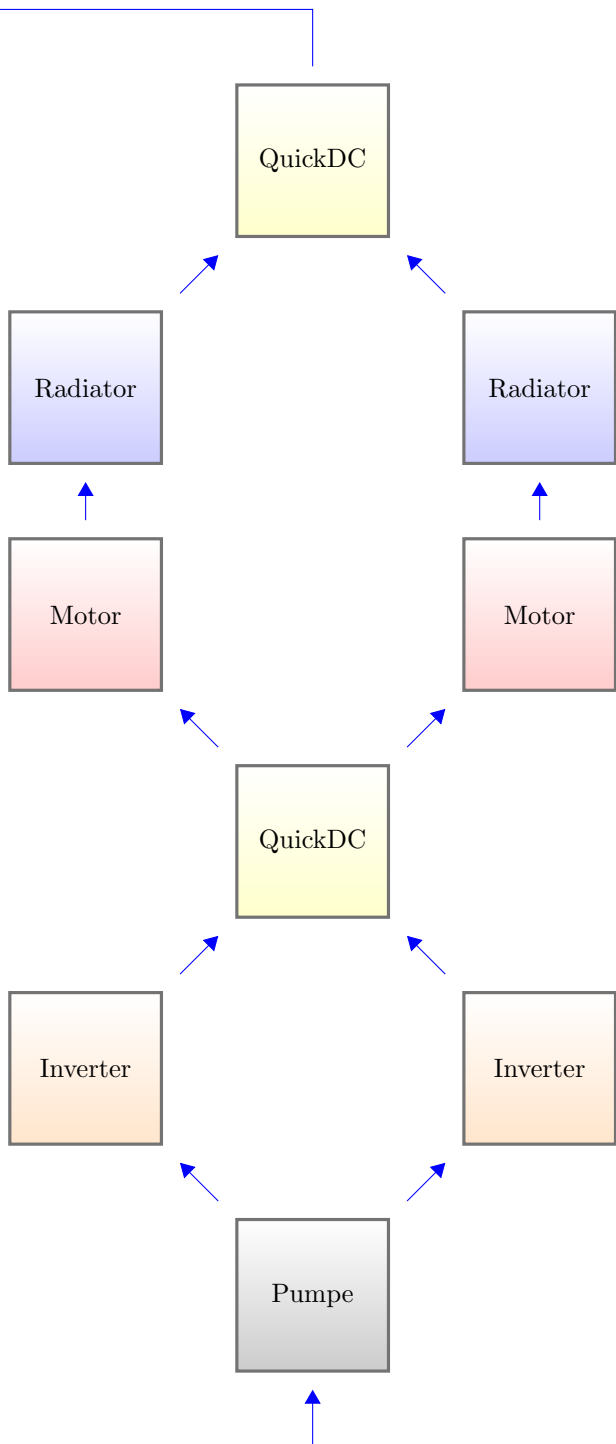 QuickDC
Radiator
Radiator
Motor
Motor
QuickDC
Inverter
Inverter
Pumpe